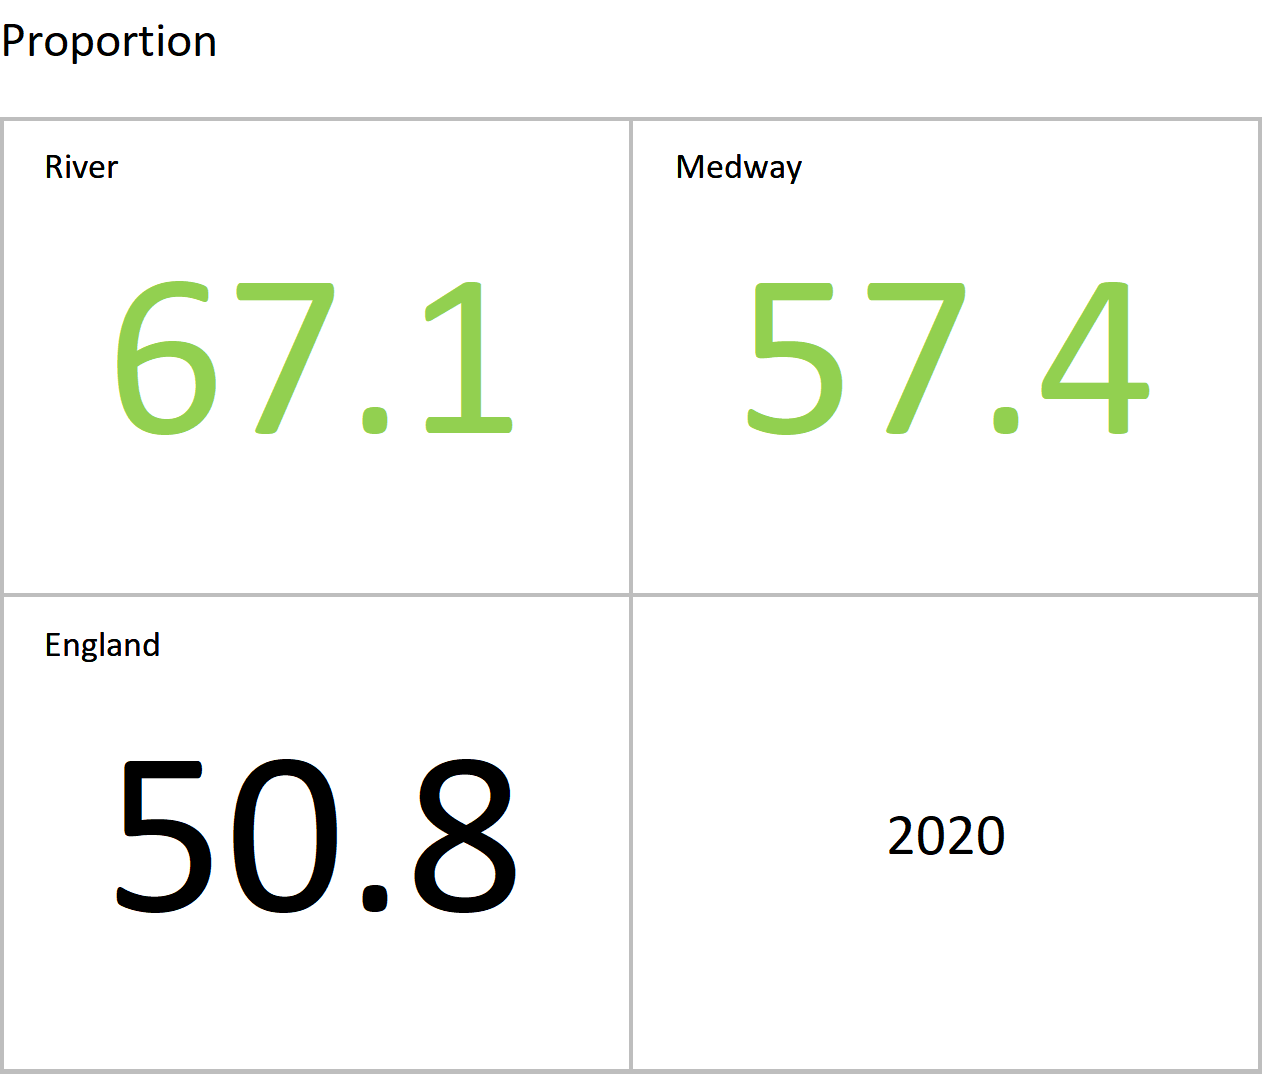 Proportion
River
67.1
Medway
57.4
England
50.8
2020